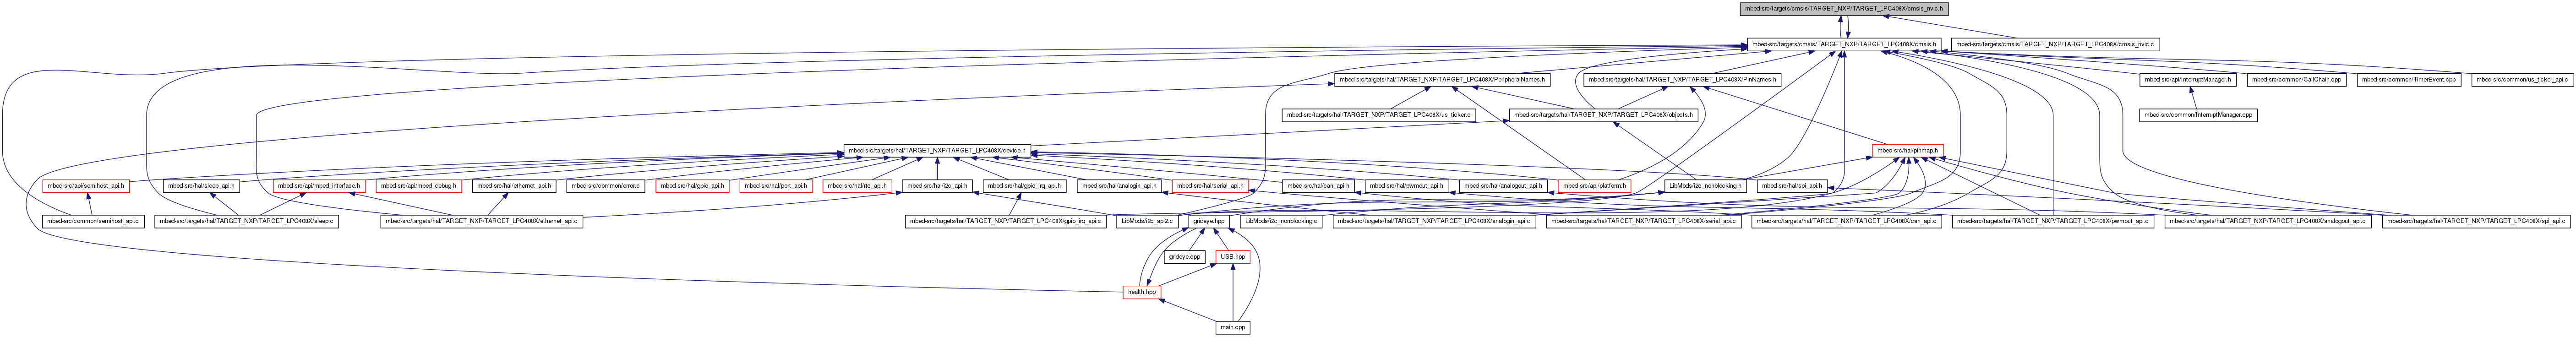 mbed-src/targets/cmsis/TARGET_NXP/TARGET_LPC408X/cmsis_nvic.h
mbed-src/targets/cmsis/TARGET_NXP/TARGET_LPC408X/cmsis.h
mbed-src/targets/cmsis/TARGET_NXP/TARGET_LPC408X/cmsis_nvic.c
mbed-src/targets/hal/TARGET_NXP/TARGET_LPC408X/PeripheralNames.h
mbed-src/targets/hal/TARGET_NXP/TARGET_LPC408X/PinNames.h
mbed-src/api/InterruptManager.h
mbed-src/common/CallChain.cpp
mbed-src/common/TimerEvent.cpp
mbed-src/common/us_ticker_api.c
mbed-src/targets/hal/TARGET_NXP/TARGET_LPC408X/us_ticker.c
mbed-src/targets/hal/TARGET_NXP/TARGET_LPC408X/objects.h
mbed-src/common/InterruptManager.cpp
mbed-src/targets/hal/TARGET_NXP/TARGET_LPC408X/device.h
mbed-src/hal/pinmap.h
mbed-src/api/semihost_api.h
mbed-src/hal/sleep_api.h
mbed-src/api/mbed_interface.h
mbed-src/api/mbed_debug.h
mbed-src/hal/ethernet_api.h
mbed-src/common/error.c
mbed-src/hal/gpio_api.h
mbed-src/hal/port_api.h
mbed-src/hal/rtc_api.h
mbed-src/hal/i2c_api.h
mbed-src/hal/gpio_irq_api.h
mbed-src/hal/analogin_api.h
mbed-src/hal/serial_api.h
mbed-src/hal/can_api.h
mbed-src/hal/pwmout_api.h
mbed-src/hal/analogout_api.h
mbed-src/api/platform.h
LibMods/i2c_nonblocking.h
mbed-src/hal/spi_api.h
mbed-src/common/semihost_api.c
mbed-src/targets/hal/TARGET_NXP/TARGET_LPC408X/sleep.c
mbed-src/targets/hal/TARGET_NXP/TARGET_LPC408X/ethernet_api.c
mbed-src/targets/hal/TARGET_NXP/TARGET_LPC408X/gpio_irq_api.c
LibMods/i2c_api2.c
grideye.hpp
LibMods/i2c_nonblocking.c
mbed-src/targets/hal/TARGET_NXP/TARGET_LPC408X/analogin_api.c
mbed-src/targets/hal/TARGET_NXP/TARGET_LPC408X/serial_api.c
mbed-src/targets/hal/TARGET_NXP/TARGET_LPC408X/can_api.c
mbed-src/targets/hal/TARGET_NXP/TARGET_LPC408X/pwmout_api.c
mbed-src/targets/hal/TARGET_NXP/TARGET_LPC408X/analogout_api.c
mbed-src/targets/hal/TARGET_NXP/TARGET_LPC408X/spi_api.c
grideye.cpp
USB.hpp
health.hpp
main.cpp